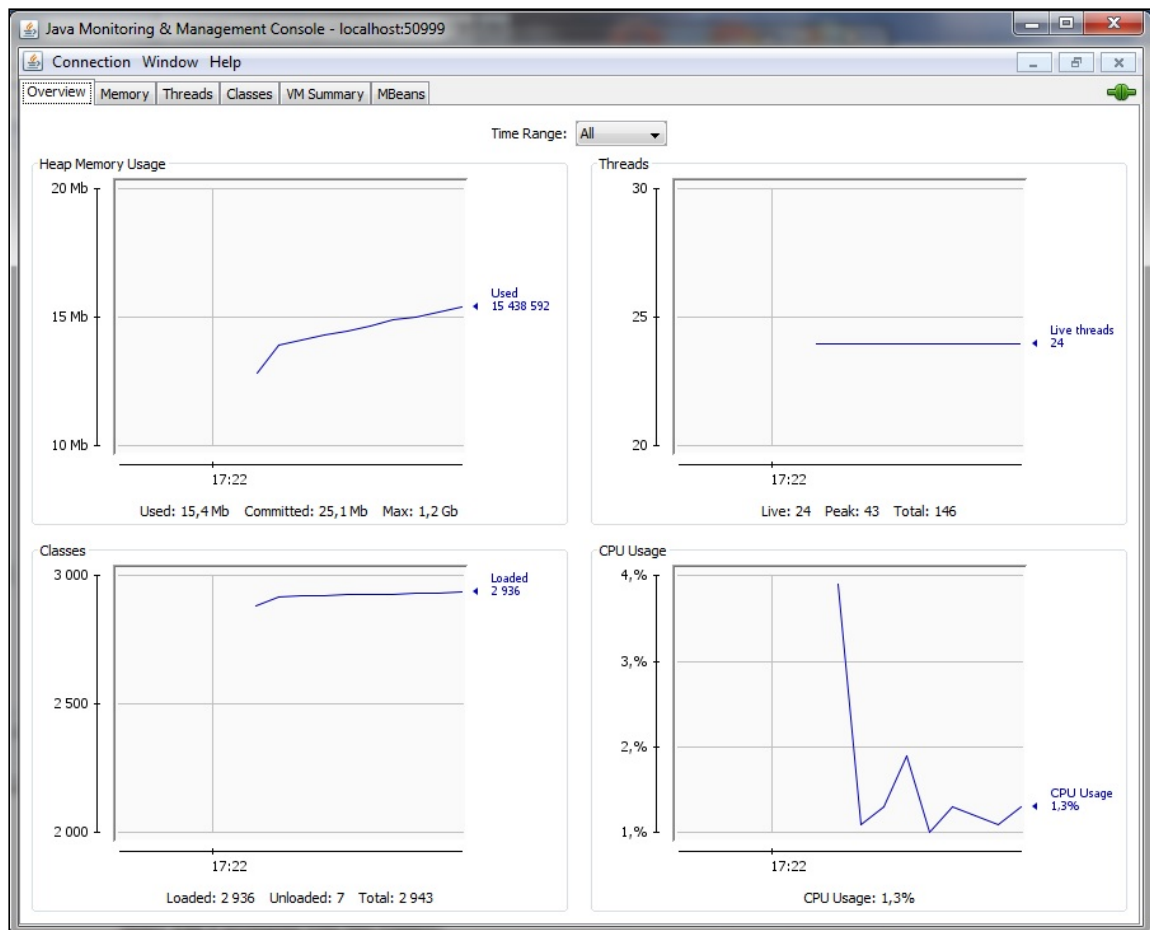 Java Monitoring & Management Console - localhost:50999
Connection Window Help
Overview Memory Threads Classes VM Summary MBeans
Time Range: All
Heap Memory Usage
20 Mb
15 Mb
10 Mb
Used
15 438 592
17:22
Used: 15,4 Mb Committed: 25,1 Mb Max: 1,2 Gb
Threads
30
25
20
Live threads
24
17:22
Live: 24 Peak: 43 Total: 146
Classes
3 000
2 500
2 000
Loaded
2 936
17:22
Loaded: 2 936 Unloaded: 7 Total: 2 943
CPU Usage
4,%
3,%
2,%
1,%
CPU Usage
1,3%
17:22
CPU Usage: 1,3%